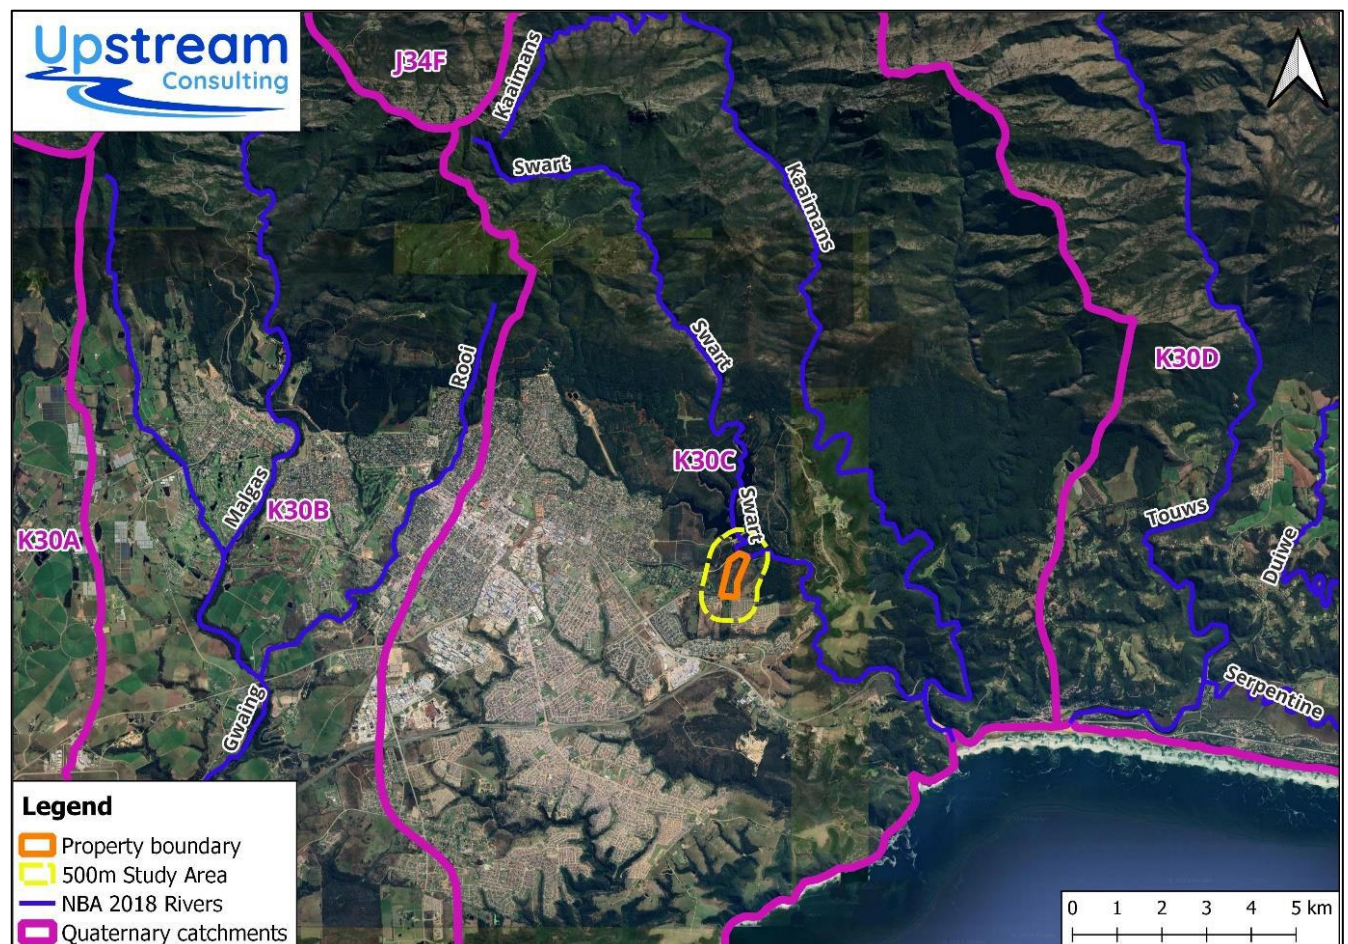 Upstream
Consulting
J34F
Kaaimans
Swart
Kaaimans
Swart
Rooi
K30D
K30C
Malgas
K30B
Swart
Touws
K30A
Duiwe
Serpentine
Gwaing
Legend
Property boundary
500m Study Area
NBA 2018 Rivers
Quaternary catchments
0 1 2 3 4 5 km